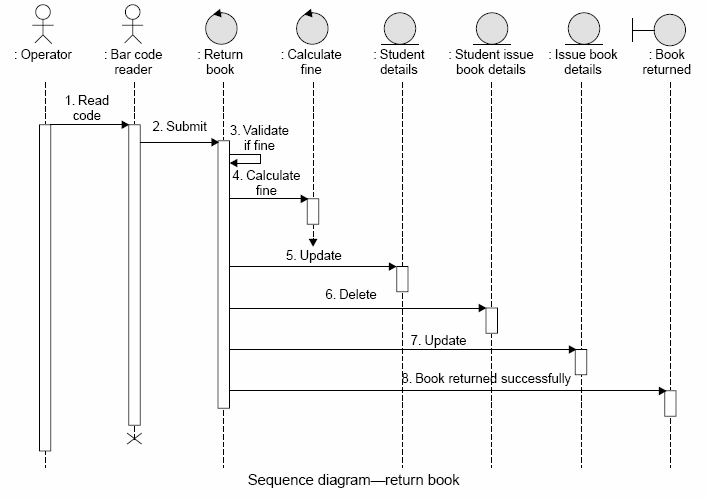 : Operator
: Bar code
reader
: Return
book
: Calculate
fine
: Student
details
: Student issue
book details
: Issue book
details
: Book
returned
1. Read
code
2. Submit
3. Validate
if fine
4. Calculate
fine
5. Update
6. Delete
7. Update
8. Book returned successfully
Sequence diagram—return book